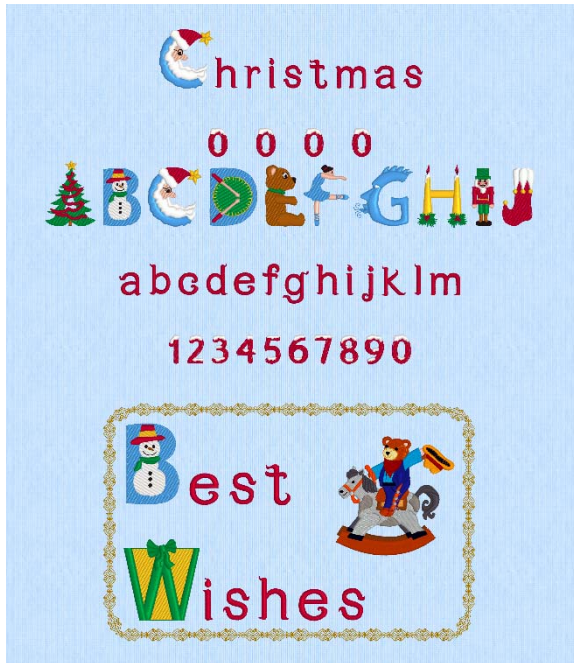 Christmas
0 0 0 0
ABCDEFGHIJ
abcdefghijklm
1234567890
Best
Wishes